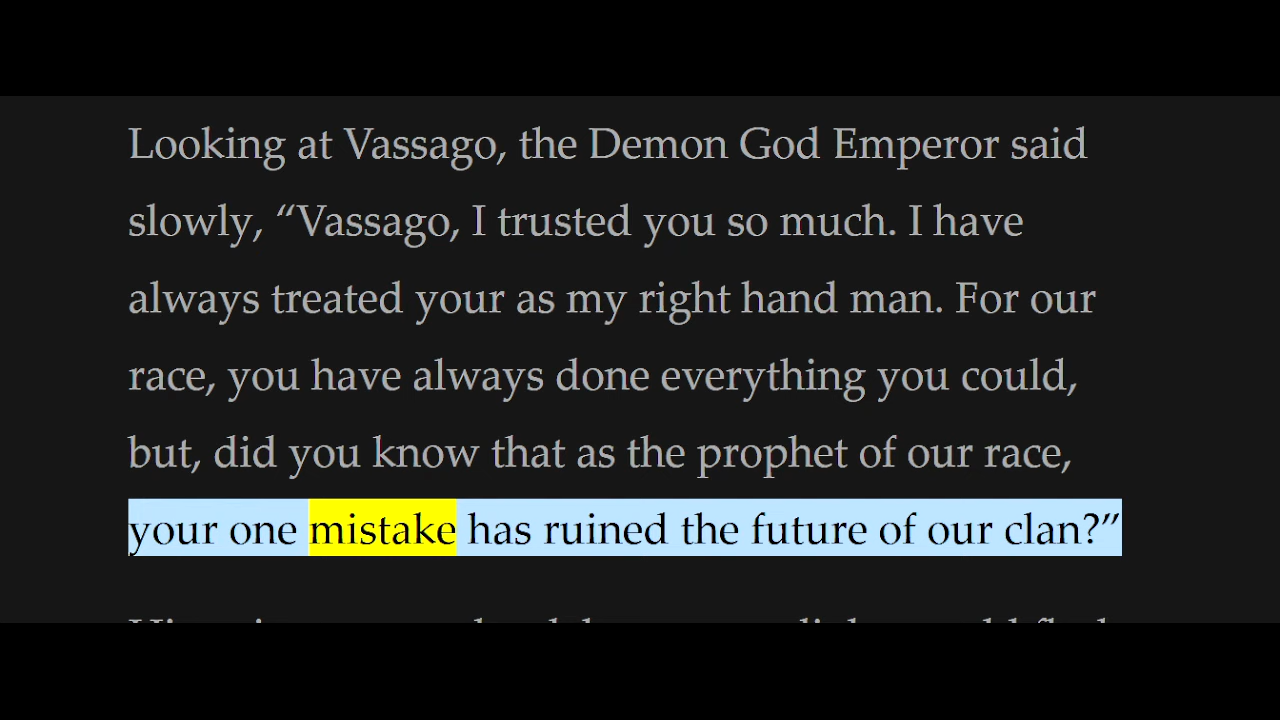 Looking at Vassago, the Demon God Emperor said
slowly, “Vassago, I trusted you so much. I have
always treated your as my right hand man. For our
race, you have always done everything you could,
but, did you know that as the prophet of our race,
your one mistake has ruined the future of our clan?”